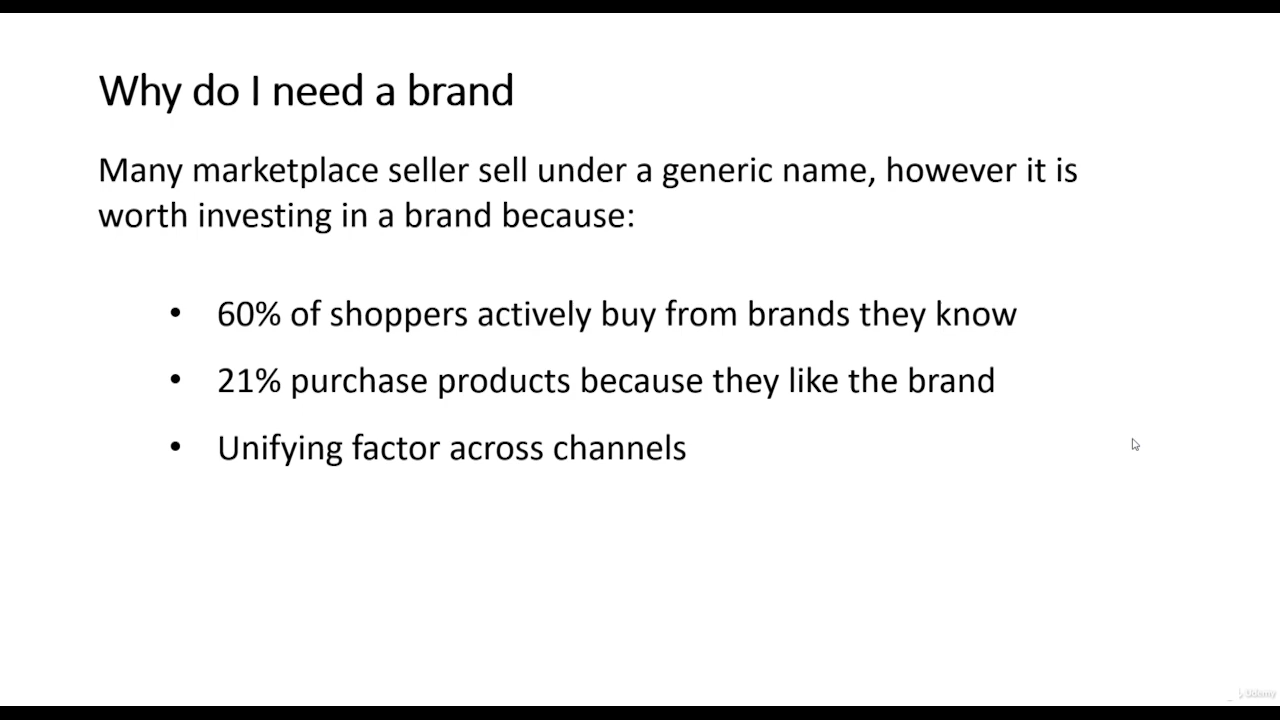 Why do I need a brand
Many marketplace seller sell under a generic name, however it is
worth investing in a brand because:
• 60% of shoppers actively buy from brands they know
• 21% purchase products because they like the brand
• Unifying factor across channels
Udemy